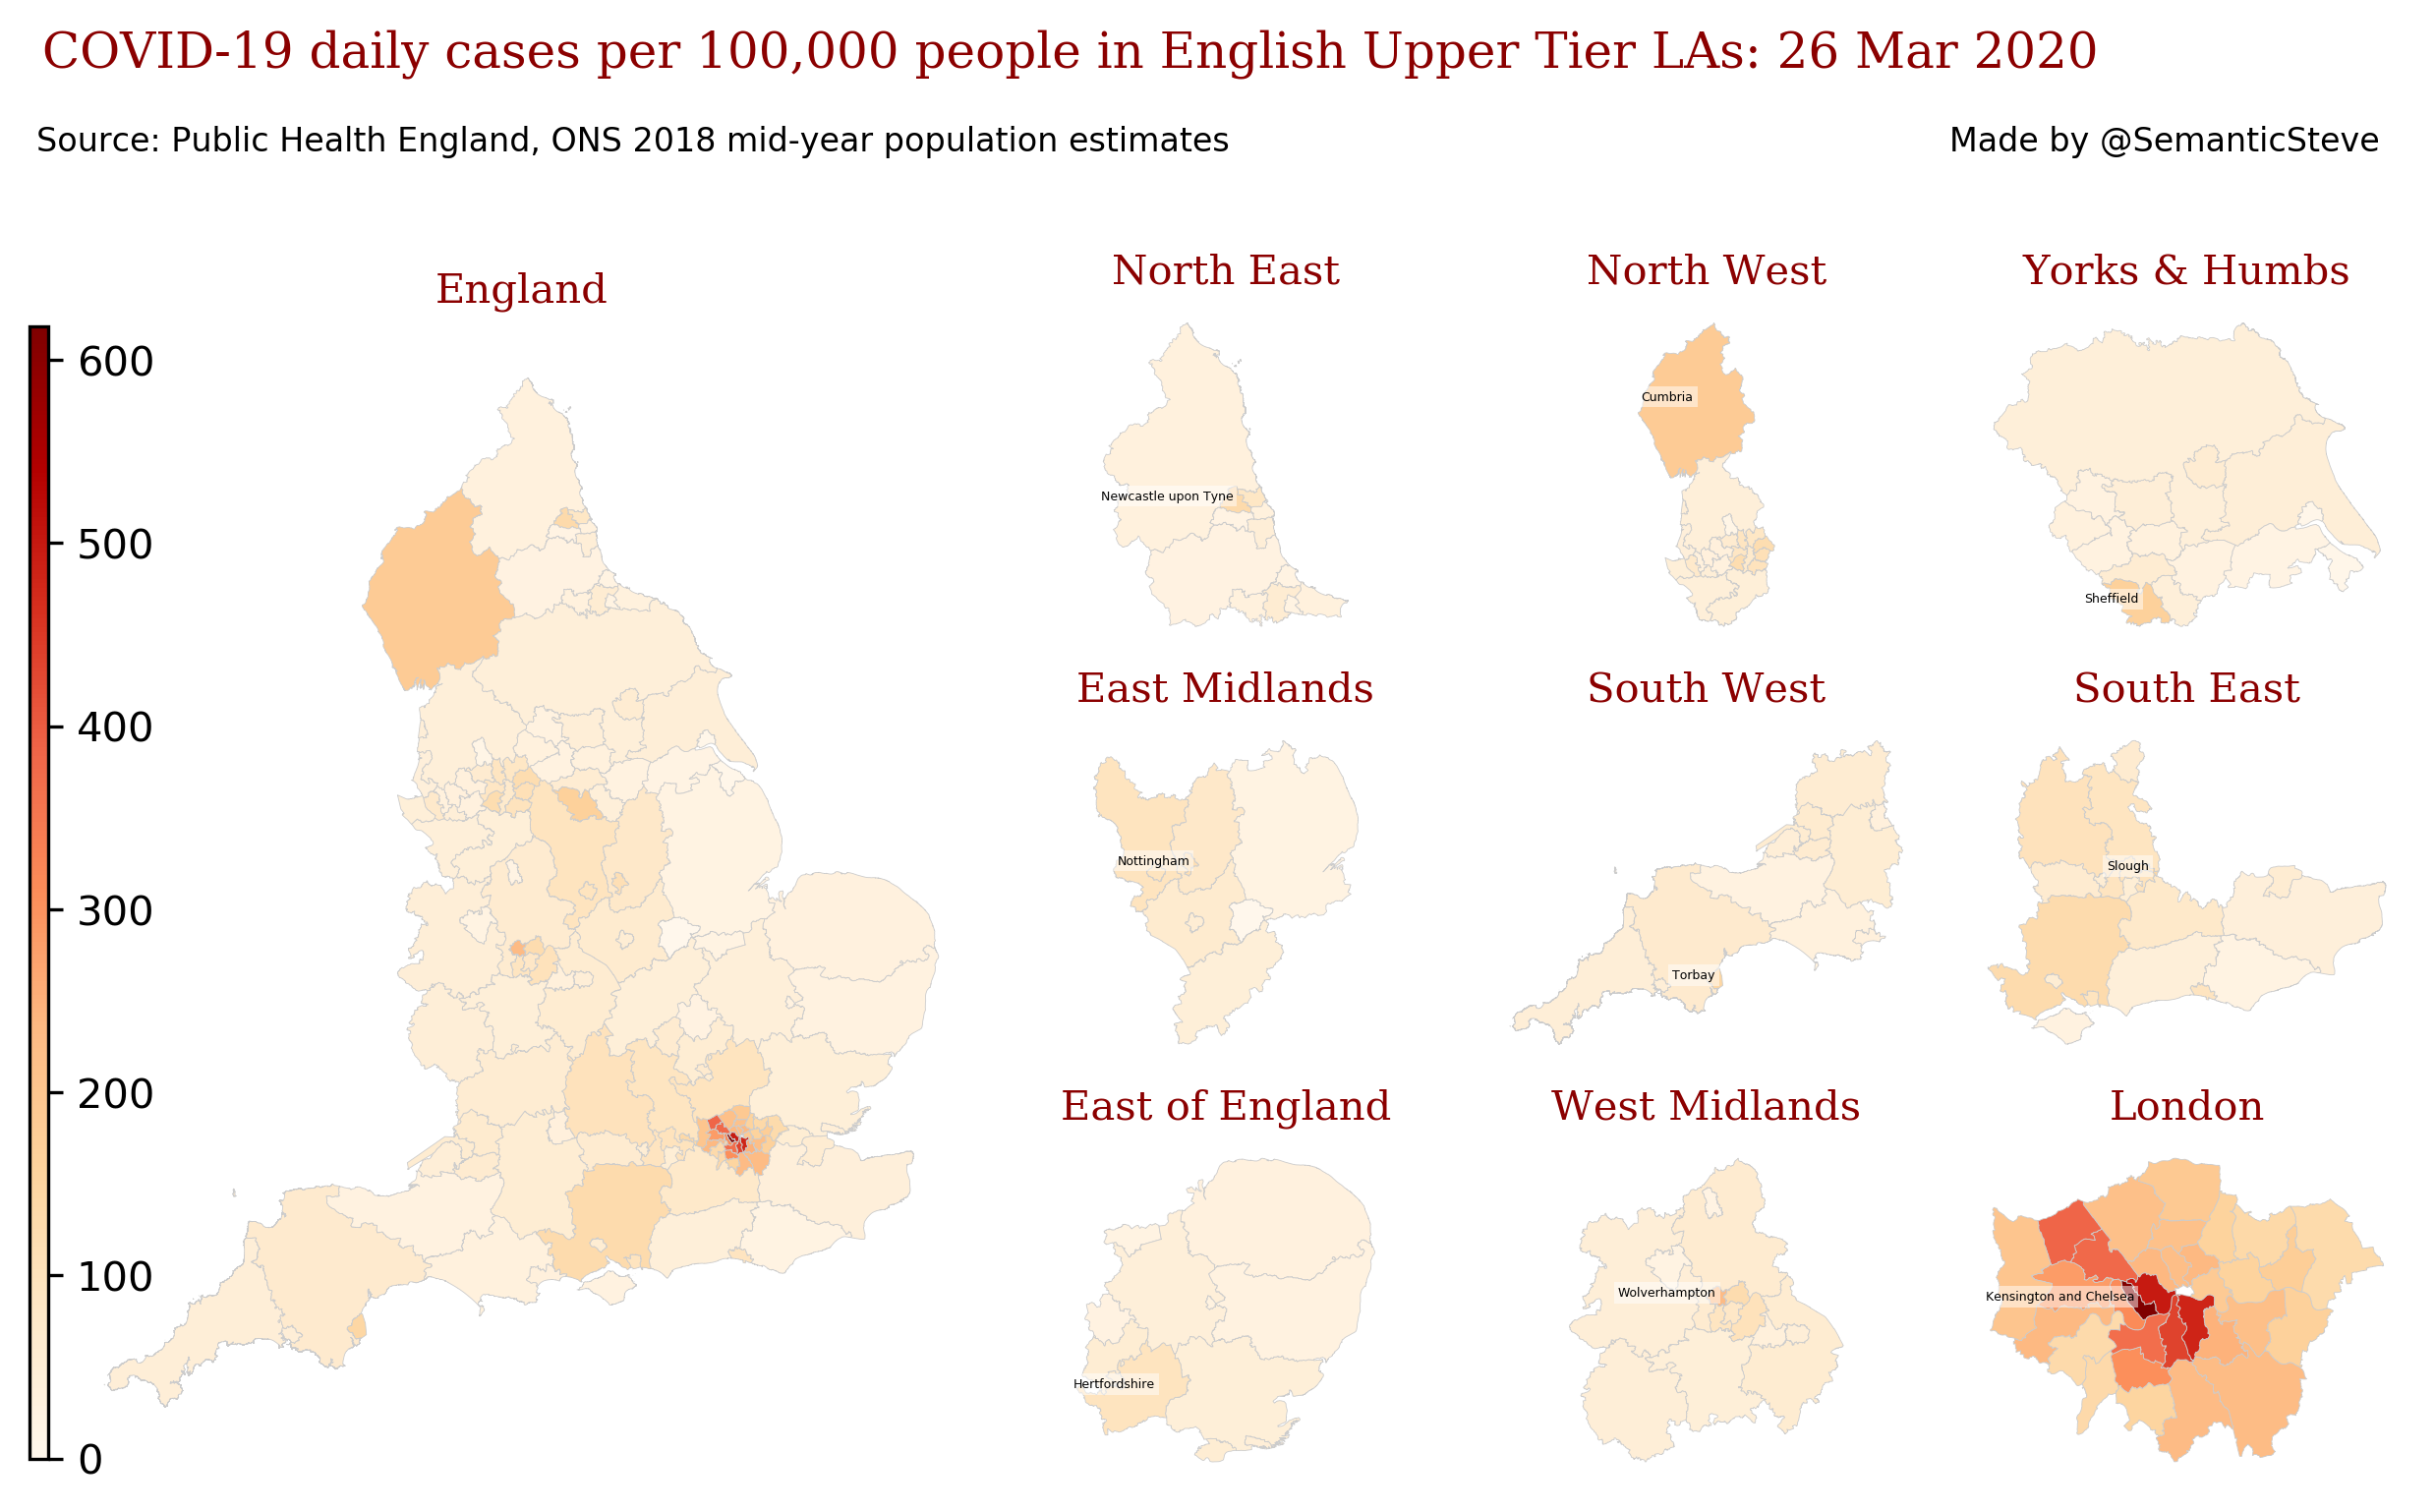 COVID-19 daily cases per 100,000 people in English Upper Tier LAs: 26 Mar 2020
Source: Public Health England, ONS 2018 mid-year population estimates
Made by @SemanticSteve
England
600
500
400
300
200
100
0
North East
Newcastle upon Tyne
North West
Cumbria
Yorks & Humbs
Sheffield
East Midlands
Nottingham
South West
Torbay
South East
Slough
East of England
Hertfordshire
West Midlands
Wolverhampton
London
Kensington and Chelsea